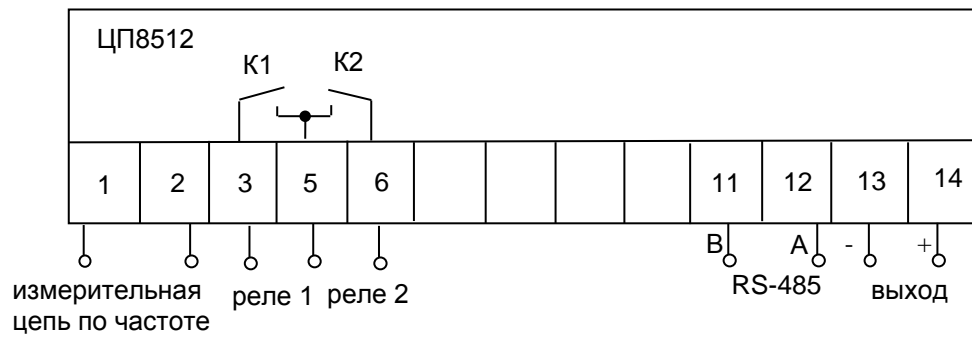 ЦП8512
К1 К2
1 2 3 5 6 11 12 13 14
B A - +
измерительная цепь по частоте
реле 1 реле 2
RS-485
выход